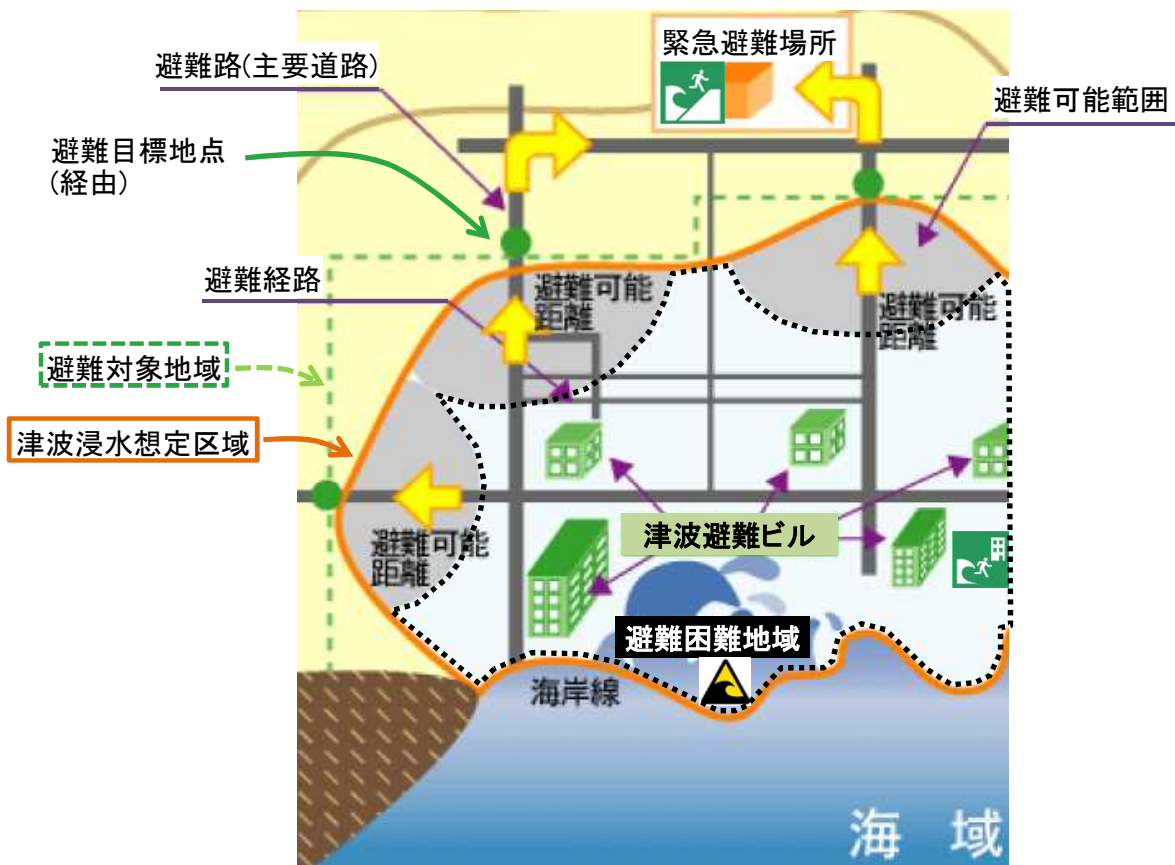 緊急避難場所
避難路(主要道路)
避難可能範囲
避難目標地点
(経由)
避難経路
避難可能
距離
避難可能
距離
避難対象地域
津波浸水想定区域
津波避難ビル
避難可能
距離
避難困難地域
海岸線
海 域